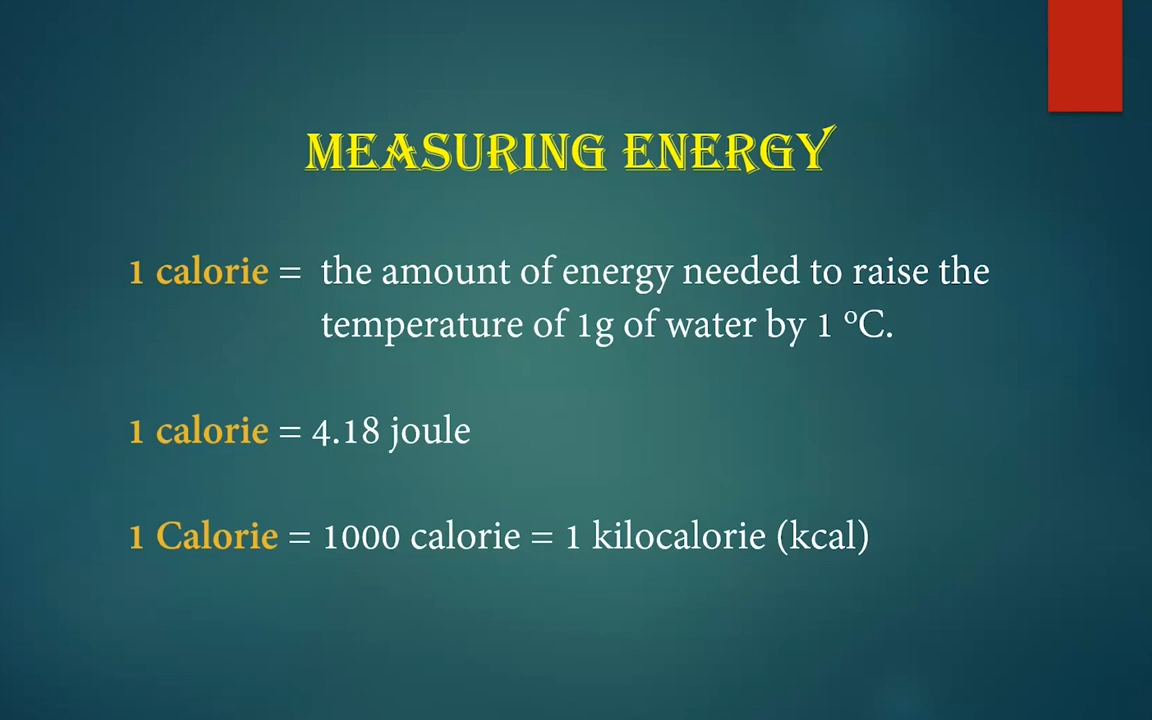 MEASURING ENERGY
1 calorie = the amount of energy needed to raise the
temperature of 1g of water by 1 ºC.
1 calorie = 4.18 joule
1 Calorie = 1000 calorie = 1 kilocalorie (kcal)